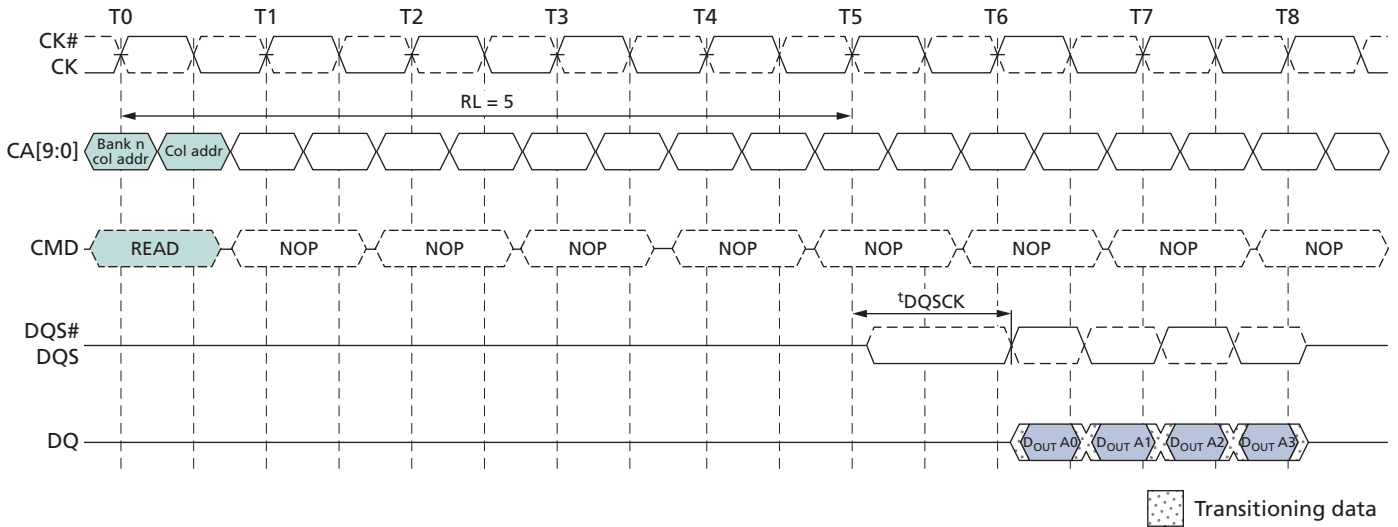 T0 T1 T2 T3 T4 T5 T6 T7 T8
CK#
CK
RL = 5
CA[9:0] Bank n col addr Col addr
CMD READ NOP NOP NOP NOP NOP NOP NOP NOP
tDQSCK
DQS#
DQS
DQ DOUT A0 DOUT A1 DOUT A2 DOUT A3
Transitioning data